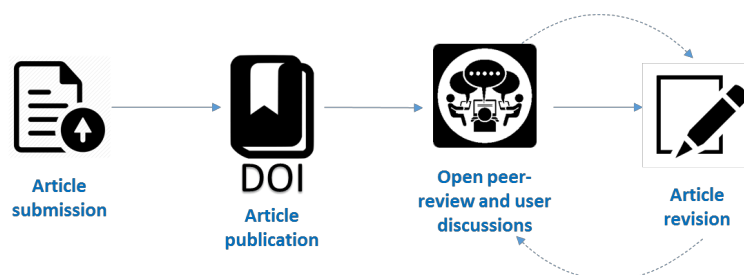 Article
submission
DOI
Article
publication
Open peer-
review and user
discussions
Article
revision